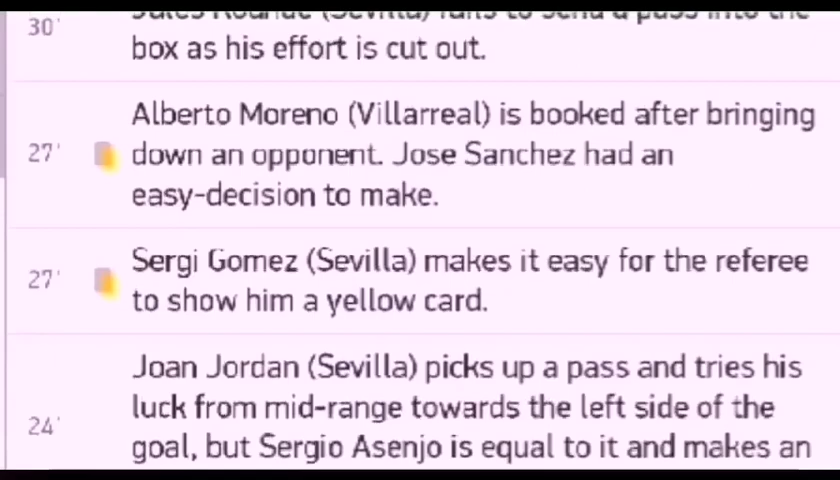 30'
box as his effort is cut out.
Alberto Moreno (Villarreal) is booked after bringing
27' down an opponent. Jose Sanchez had an
easy-decision to make.
Sergi Gomez (Sevilla) makes it easy for the referee
27' to show him a yellow card.
Joan Jordan (Sevilla) picks up a pass and tries his
luck from mid-range towards the left side of the
24' goal, but Sergio Asenjo is equal to it and makes an